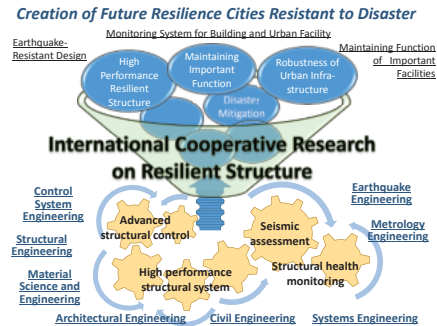 Creation of Future Resilience Cities Resistant to Disaster
Monitoring System for Building and Urban Facility
Earthquake-
Resistant Design
Maintaining Function
of Important
Facilities
High
Performance
Resilient
Structure
Maintaining
Important
Function
Robustness of
Urban Infra-
structure
Disaster
Mitigation
International Cooperative Research
on Resilient Structure
Control
System
Engineering
Structural
Engineering
Material
Science and
Engineering
Advanced
structural control
High performance
structural system
Seismic
assessment
Structural health
monitoring
Earthquake
Engineering
Metrology
Engineering
Architectural Engineering
Civil Engineering
Systems Engineering